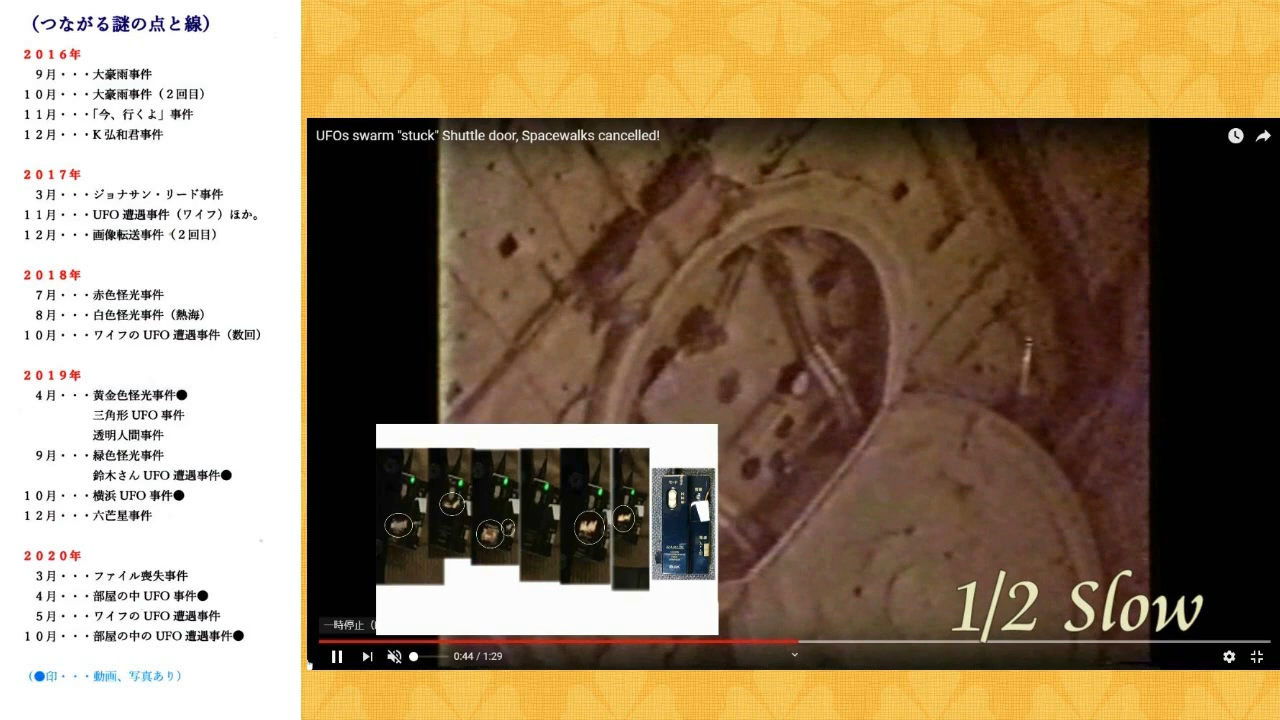 （つながる謎の点と線）
２０１６年
９月・・・大豪雨事件
１０月・・・大豪雨事件（２回目）
１１月・・・「今、行くよ」事件
１２月・・・K 弘和君事件
２０１７年
３月・・・ジョナサン・リード事件
１１月・・・UFO 遭遇事件（ワイフ）ほか。
１２月・・・画像転送事件（２回目）
２０１８年
７月・・・赤色怪光事件
８月・・・白色怪光事件（熱海）
１０月・・・ワイフの UFO 遭遇事件（数回）
２０１９年
４月・・・黄金色怪光事件●
三角形 UFO 事件
透明人間事件
９月・・・緑色怪光事件
鈴木さん UFO 遭遇事件●
１０月・・・横浜 UFO 事件●
１２月・・・六芒星事件
２０２０年
３月・・・ファイル喪失事件
４月・・・部屋の中 UFO 事件●
５月・・・ワイフの UFO 遭遇事件
１０月・・・部屋の中の UFO 遭遇事件●
（●印・・・動画、写真あり）
UFOs swarm "stuck" Shuttle door, Spacewalks cancelled!
1/2 Slow
一時停止（
0:44 / 1:29